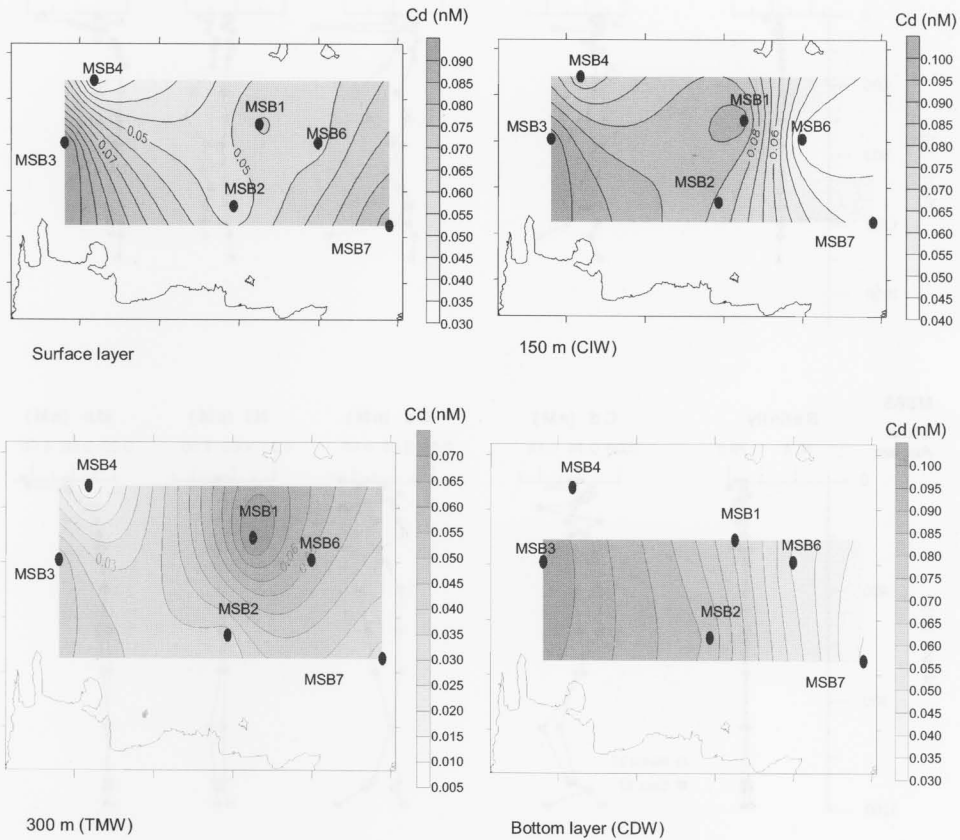 Cd (nM)
MSB4
MSB1
MSB6
MSB3
MSB2
MSB7
0.05
0.07
0.05
0.090
0.085
0.080
0.075
0.070
0.065
0.060
0.055
0.050
0.045
0.040
0.035
0.030
Surface layer
Cd (nM)
MSB4
MSB1
MSB6
MSB3
MSB2
MSB7
0.08
0.06
0.100
0.095
0.090
0.085
0.080
0.075
0.070
0.065
0.060
0.055
0.050
0.045
0.040
150 m (CIW)
Cd (nM)
MSB4
MSB1
MSB6
MSB3
MSB2
MSB7
0.03
0.070
0.065
0.060
0.055
0.050
0.045
0.040
0.035
0.030
0.025
0.020
0.015
0.010
0.005
300 m (TMW)
Cd (nM)
MSB4
MSB1
MSB3
MSB6
MSB2
MSB7
0.100
0.095
0.090
0.085
0.080
0.075
0.070
0.065
0.060
0.055
0.050
0.045
0.040
0.035
0.030
Bottom layer (CDW)